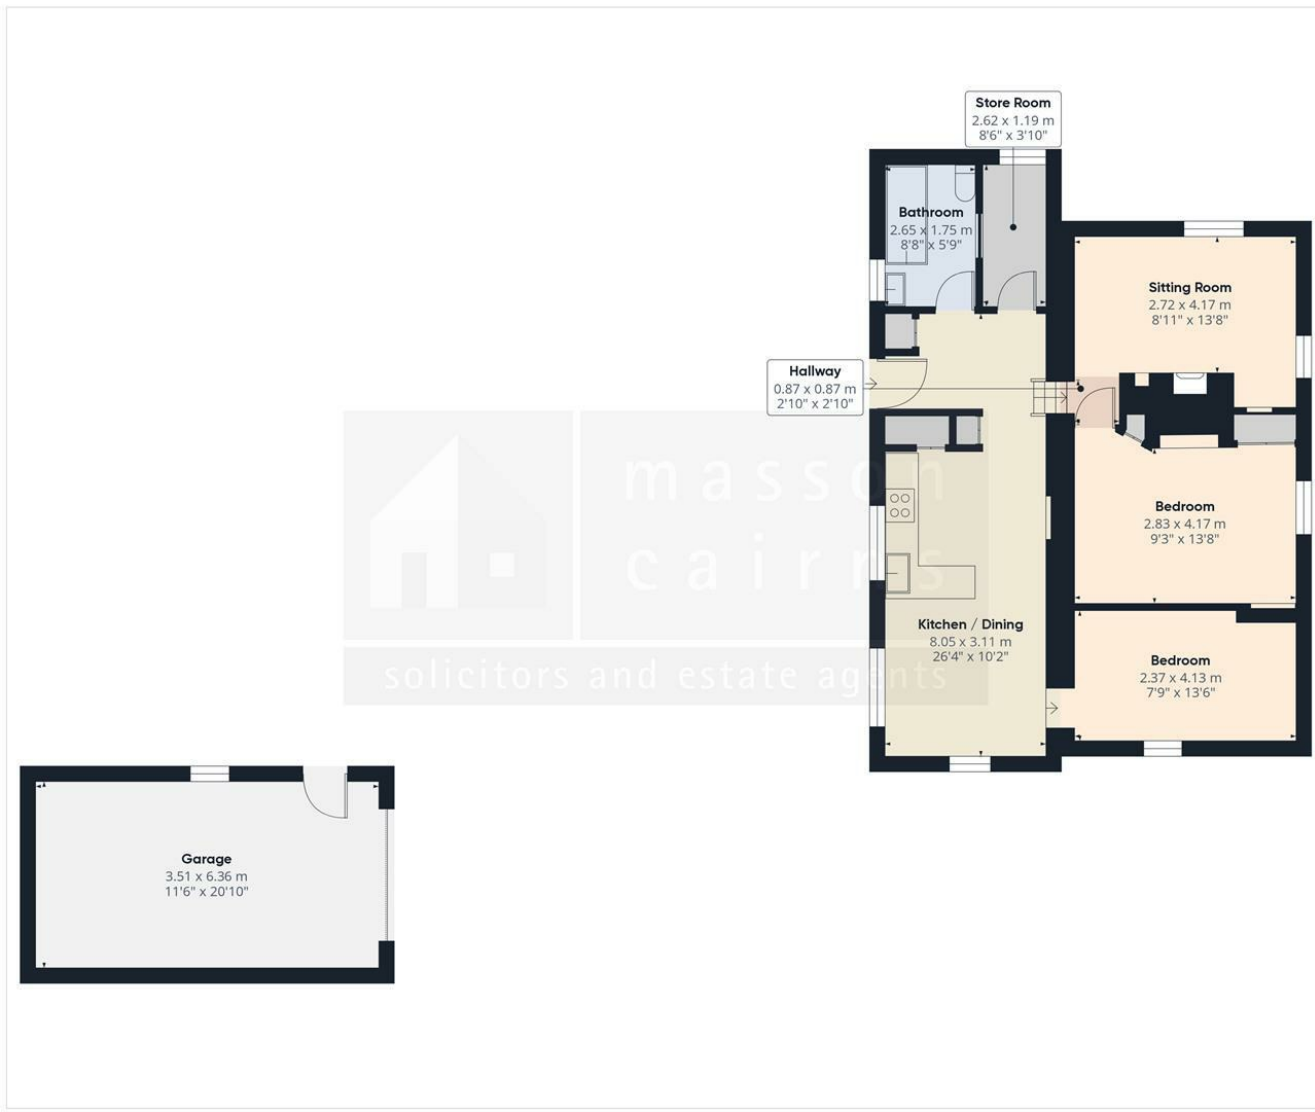 Store Room
2.62 x 1.19 m
8'6" x 3'10"
Bathroom
2.65 x 1.75 m
8'8" x 5'9"
Sitting Room
2.72 x 4.17 m
8'11" x 13'8"
Hallway
0.87 x 0.87 m
2'10" x 2'10"
masson
cairns
solicitors and estate agents
Bedroom
2.83 x 4.17 m
9'3" x 13'8"
Kitchen / Dining
8.05 x 3.11 m
26'4" x 10'2"
Bedroom
2.37 x 4.13 m
7'9" x 13'6"
Garage
3.51 x 6.36 m
11'6" x 20'10"